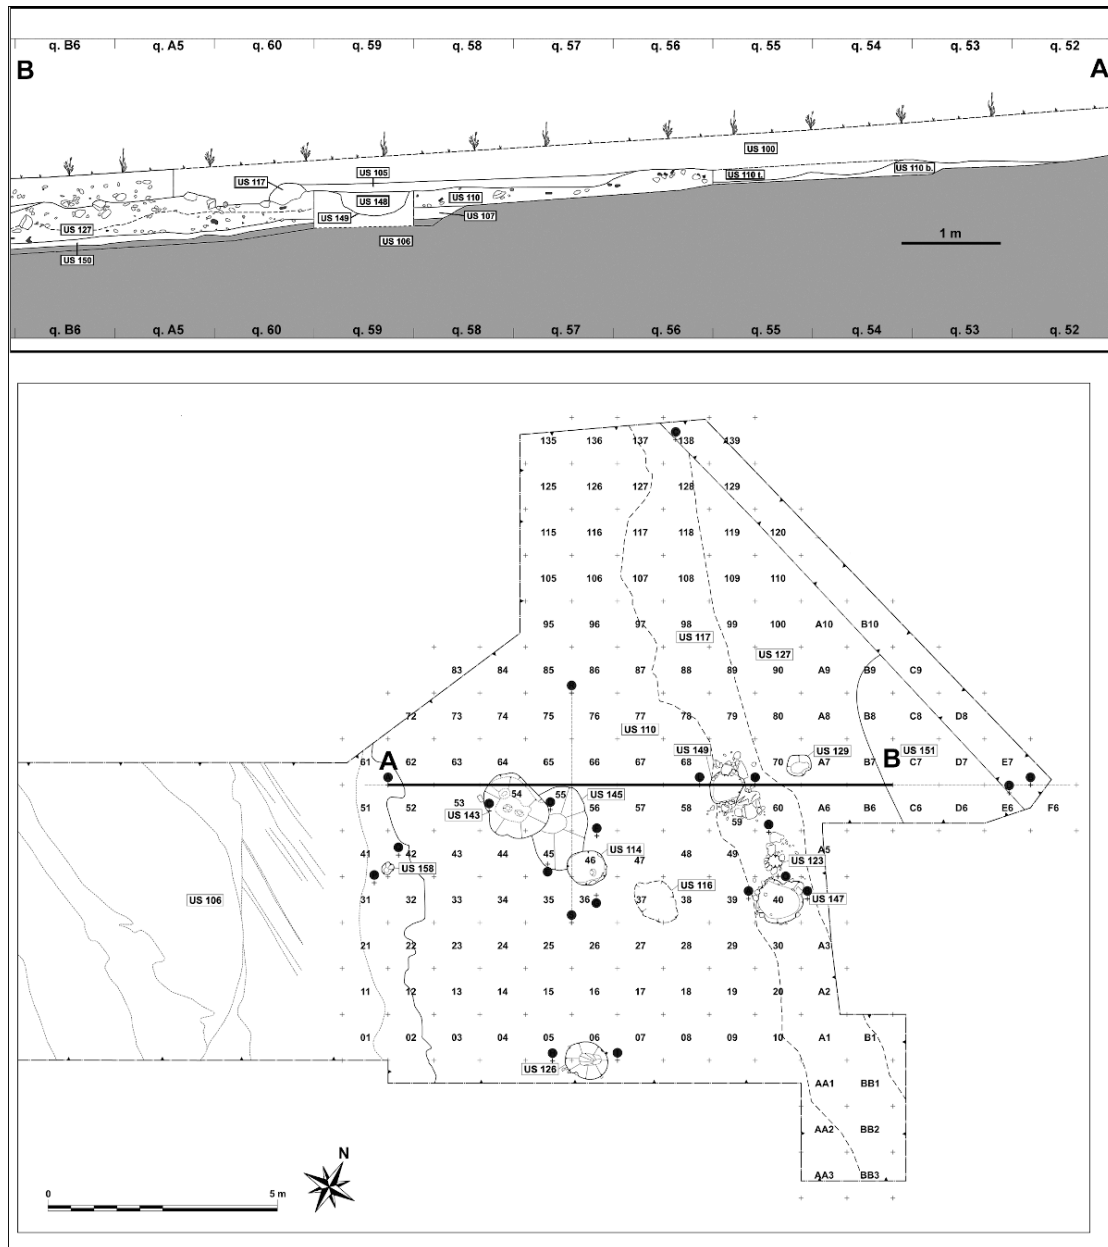 q. B6 q. A5 q. 60 q. 59 q. 58 q. 57 q. 56 q. 55 q. 54 q. 53 q. 52
B A
US 100
US 105
US 117 US 110 I. US 110 b.
US 148 US 110
US 149 US 107
US 127
US 106 1 m
US 150
q. B6 q. A5 q. 60 q. 59 q. 58 q. 57 q. 56 q. 55 q. 54 q. 53 q. 52
135 136 137 138 139
125 126 127 128 129
115 116 117 118 119 120
105 106 107 108 109 110
95 96 97 98 99 100 A10 B10
US 117
US 127
83 84 85 86 87 88 89 90 A9 B9 C9
72 73 74 75 76 77 78 79 80 A8 B8 C8 D8
US 110
US 149 US 129 US 151
61 62 63 64 65 66 67 68 70 A7 B7 C7 D7 E7
A B
54 55 US 145
51 52 53 56 57 58 60 A6 B6 C6 D6 E6 F6
US 143 59
41 42 43 44 45 46 US 114 47 48 49 A5
US 158 US 123
US 116
31 32 33 34 35 36 37 38 39 40 US 147
US 106
21 22 23 24 25 26 27 28 29 30 A3
11 12 13 14 15 16 17 18 19 20 A2
01 02 03 04 05 06 07 08 09 10 A1 B1
US 126
AA1 BB1
AA2 BB2
AA3 BB3
N
0 5 m